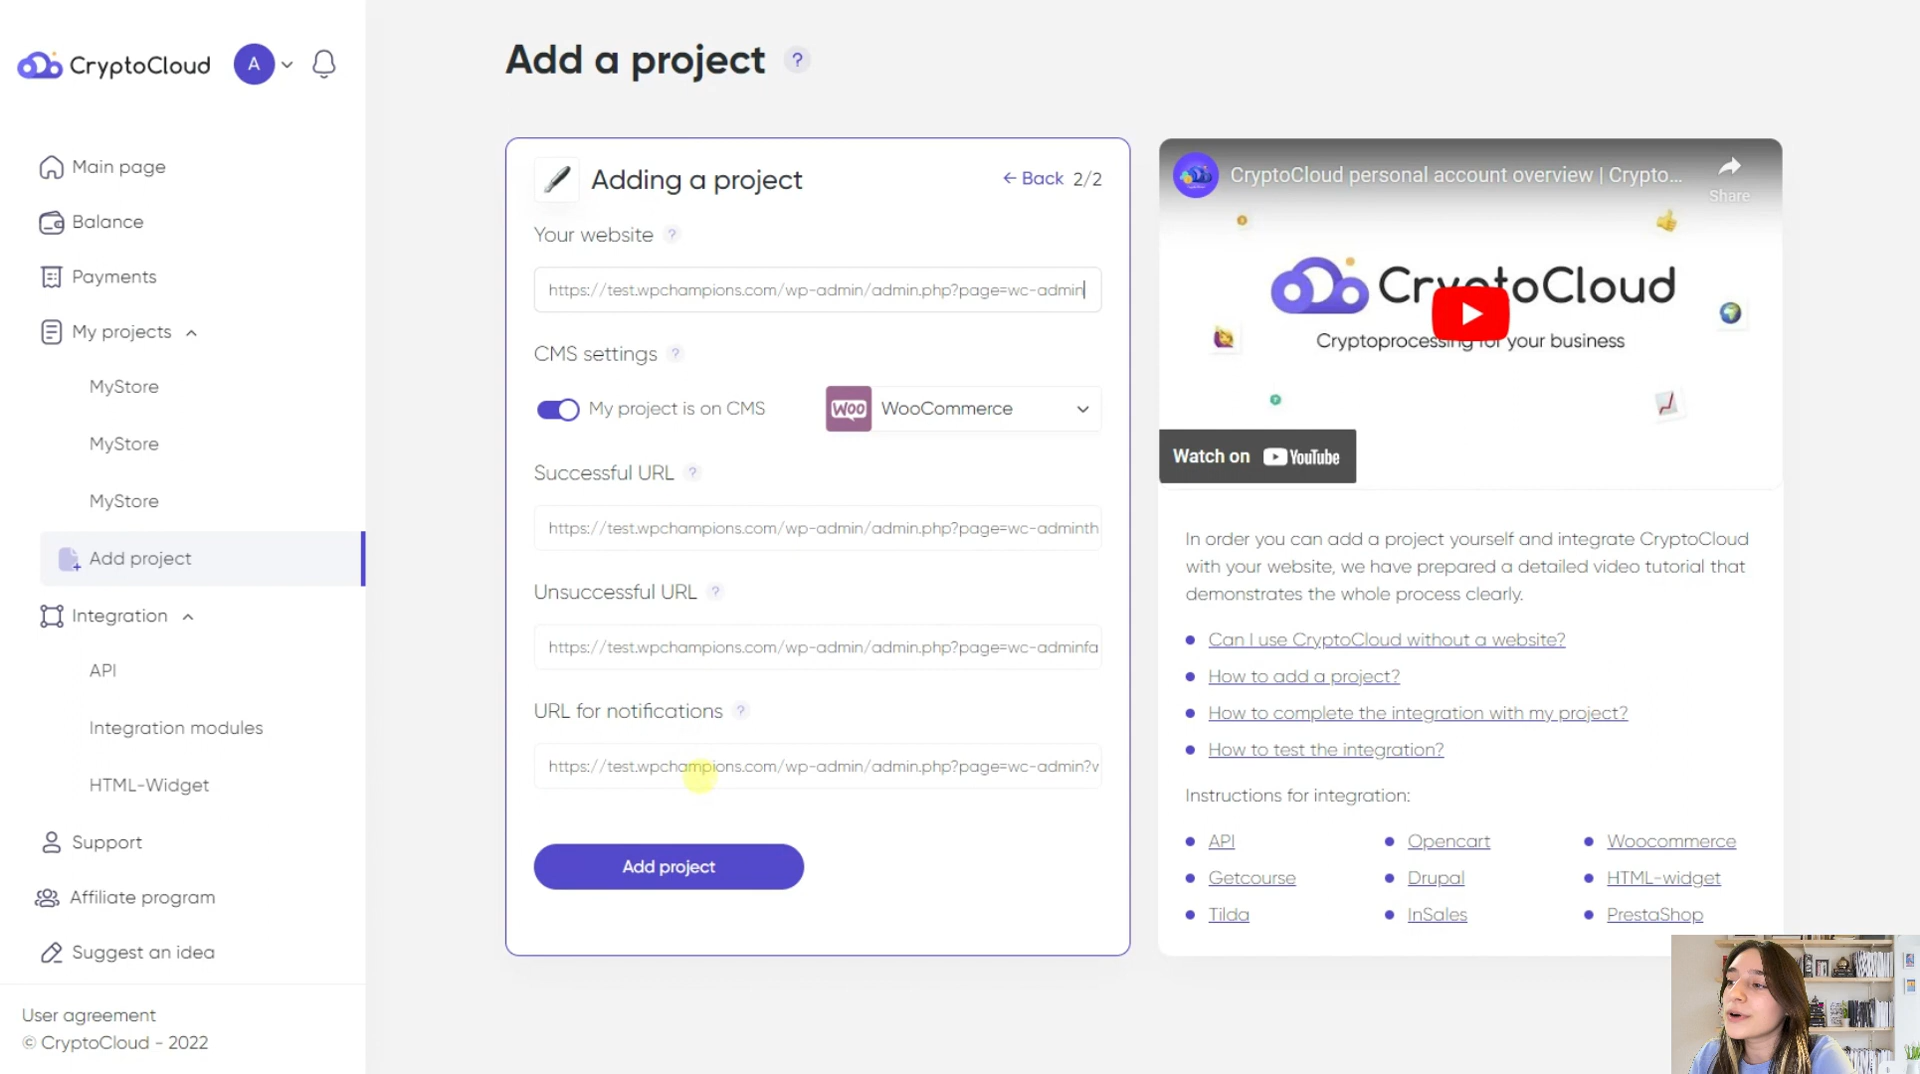 CryptoCloud
A
Main page
Balance
Payments
My projects
MyStore
MyStore
MyStore
Add project
Integration
API
Integration modules
HTML-Widget
Support
Affiliate program
Suggest an idea
User agreement
© CryptoCloud - 2022
Add a project ?
Adding a project
← Back 2/2
Your website ?
https://test.wpchampions.com/wp-admin/admin.php?page=wc-admin
CMS settings ?
My project is on CMS
Woo WooCommerce
Successful URL ?
https://test.wpchampions.com/wp-admin/admin.php?page=wc-adminth
Unsuccessful URL ?
https://test.wpchampions.com/wp-admin/admin.php?page=wc-adminfa
URL for notifications ?
https://test.wpchampions.com/wp-admin/admin.php?page=wc-admin?v
Add project
CryptoCloud personal account overview | Crypto...
Share
CryptoCloud
Cryptoprocessing for your business
Watch on YouTube
In order you can add a project yourself and integrate CryptoCloud
with your website, we have prepared a detailed video tutorial that
demonstrates the whole process clearly.
Can I use CryptoCloud without a website?
How to add a project?
How to complete the integration with my project?
How to test the integration?
Instructions for integration:
API Opencart Woocommerce
Getcourse Drupal HTML-widget
Tilda InSales PrestaShop